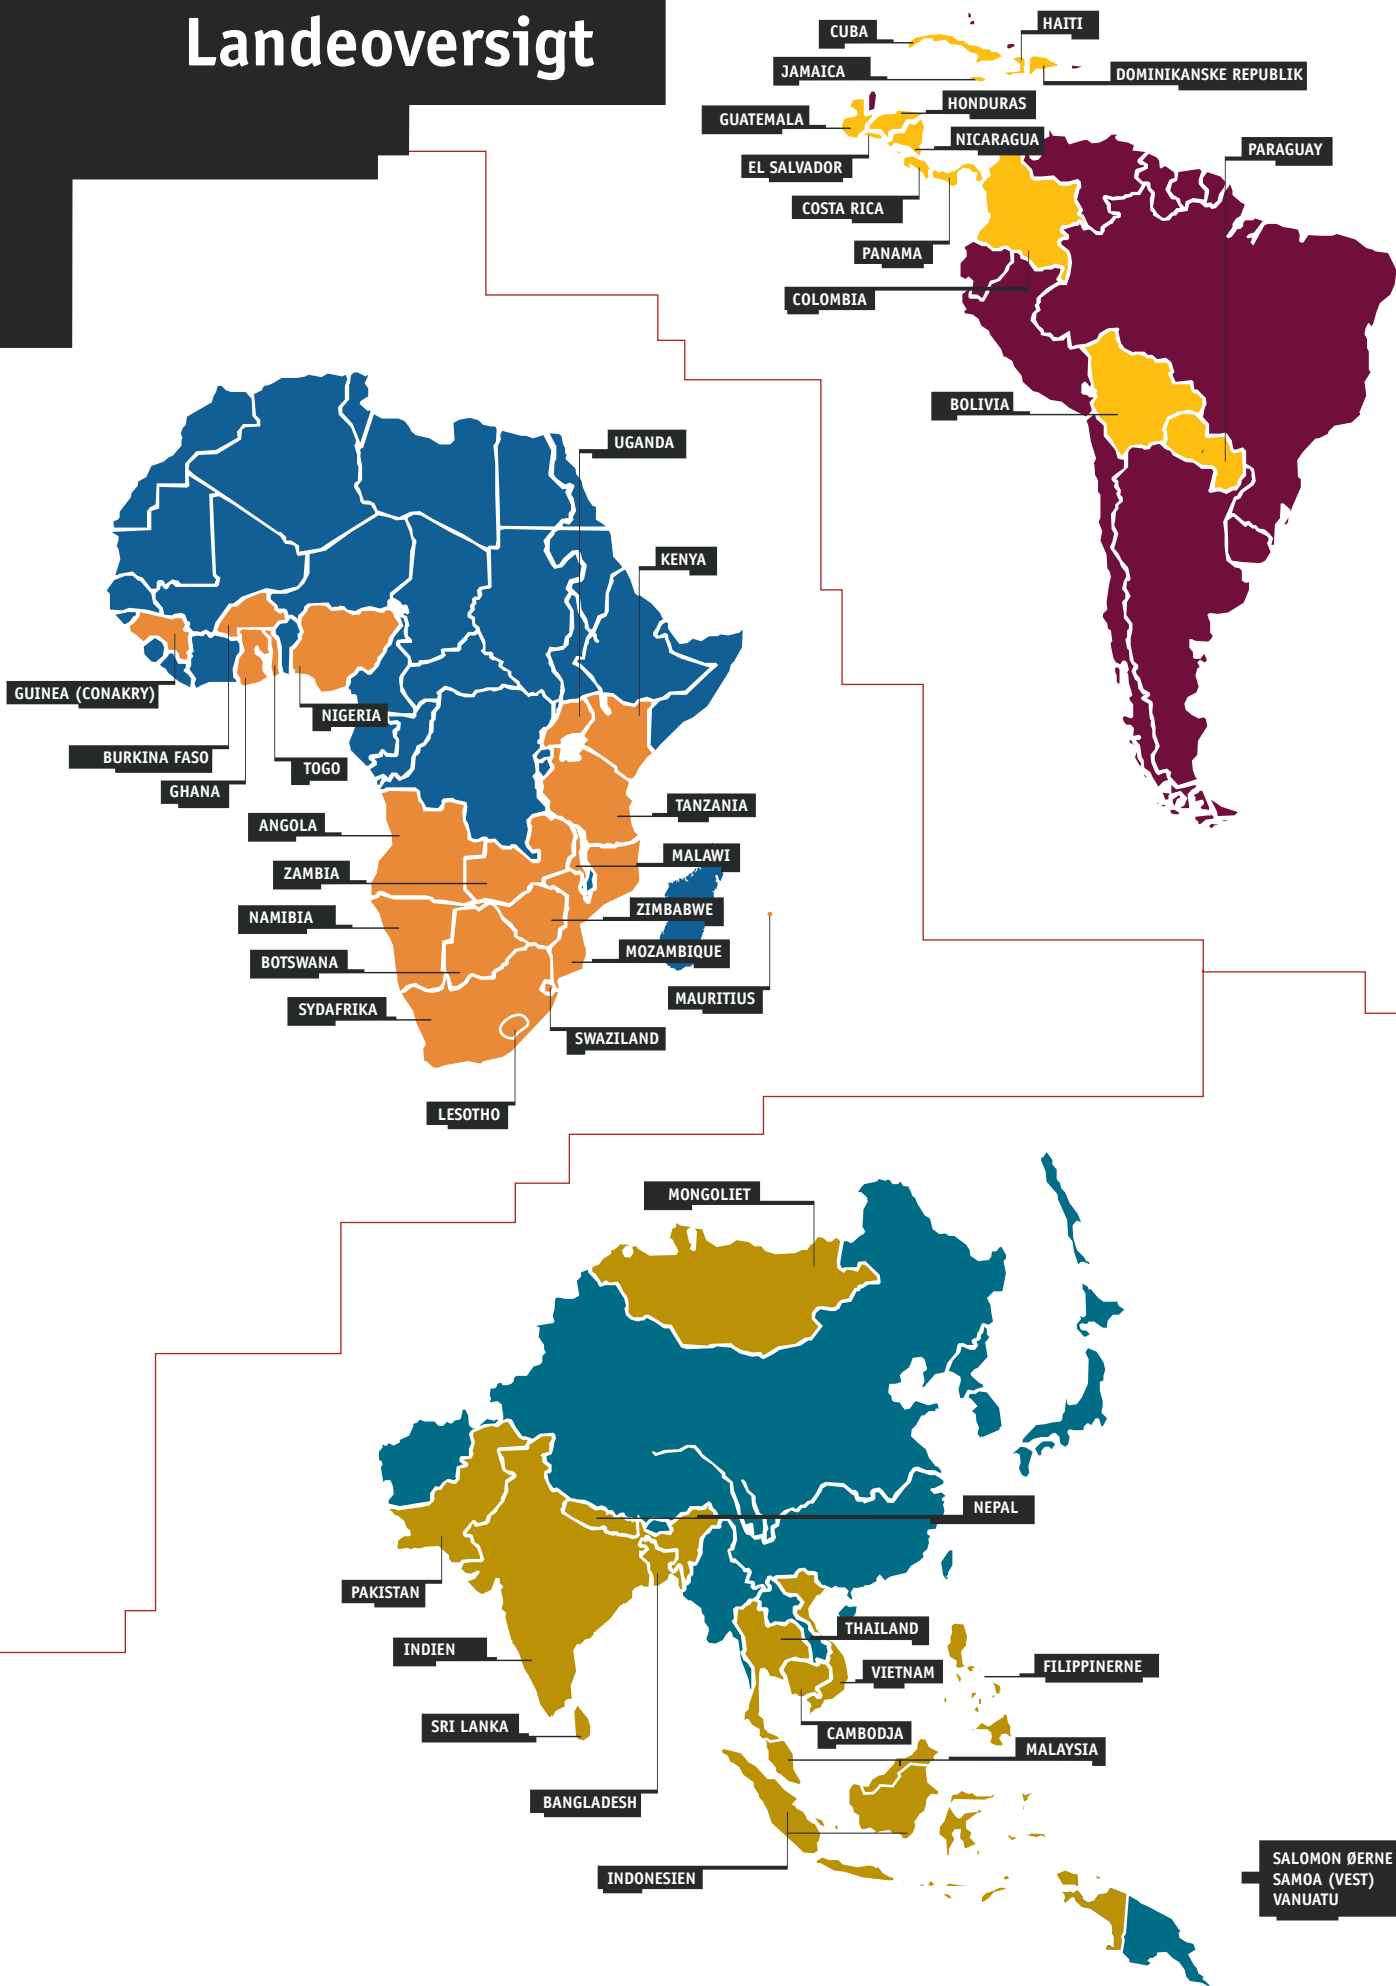 Landeoversigt
CUBA
HAITI
JAMAICA
DOMINIKANSKE REPUBLIK
HONDURAS
GUATEMALA
NICARAGUA
PARAGUAY
EL SALVADOR
COSTA RICA
PANAMA
COLOMBIA
BOLIVIA
UGANDA
KENYA
GUINEA (CONAKRY)
NIGERIA
BURKINA FASO
TOGO
GHANA
TANZANIA
ANGOLA
MALAWI
ZAMBIA
ZIMBABWE
NAMIBIA
MOZAMBIQUE
BOTSWANA
MAURITIUS
SYDAFRIKA
SWAZILAND
LESOTHO
MONGOLIET
NEPAL
PAKISTAN
THAILAND
INDIEN
FILIPPINERNE
VIETNAM
SRI LANKA
CAMBODJA
MALAYSIA
BANGLADESH
INDONESIEN
SALOMON ØERNE
SAMOA (VEST)
VANUATU